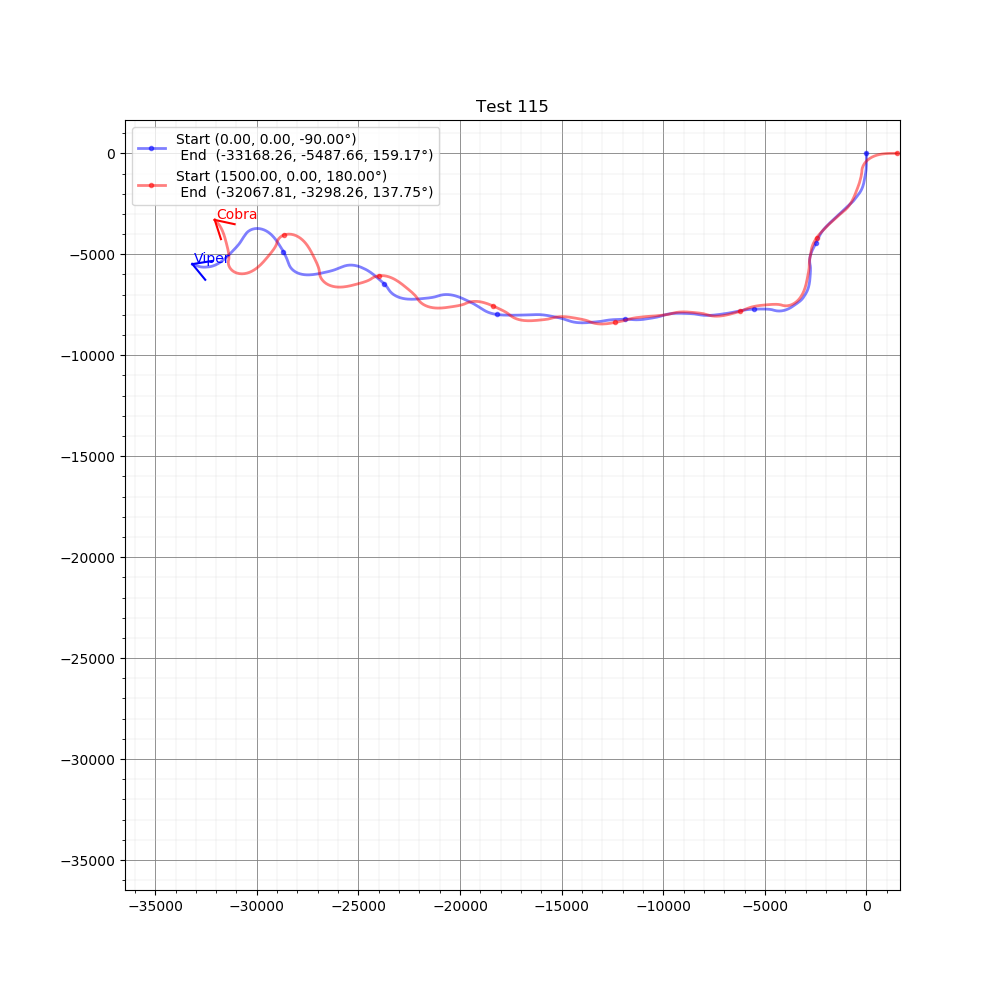 Test 115
Start (0.00, 0.00, -90.00°)
End (-33168.26, -5487.66, 159.17°)
Start (1500.00, 0.00, 180.00°)
End (-32067.81, -3298.26, 137.75°)
Cobra
Viper
0
−5000
−10000
−15000
−20000
−25000
−30000
−35000
−35000 −30000 −25000 −20000 −15000 −10000 −5000 0